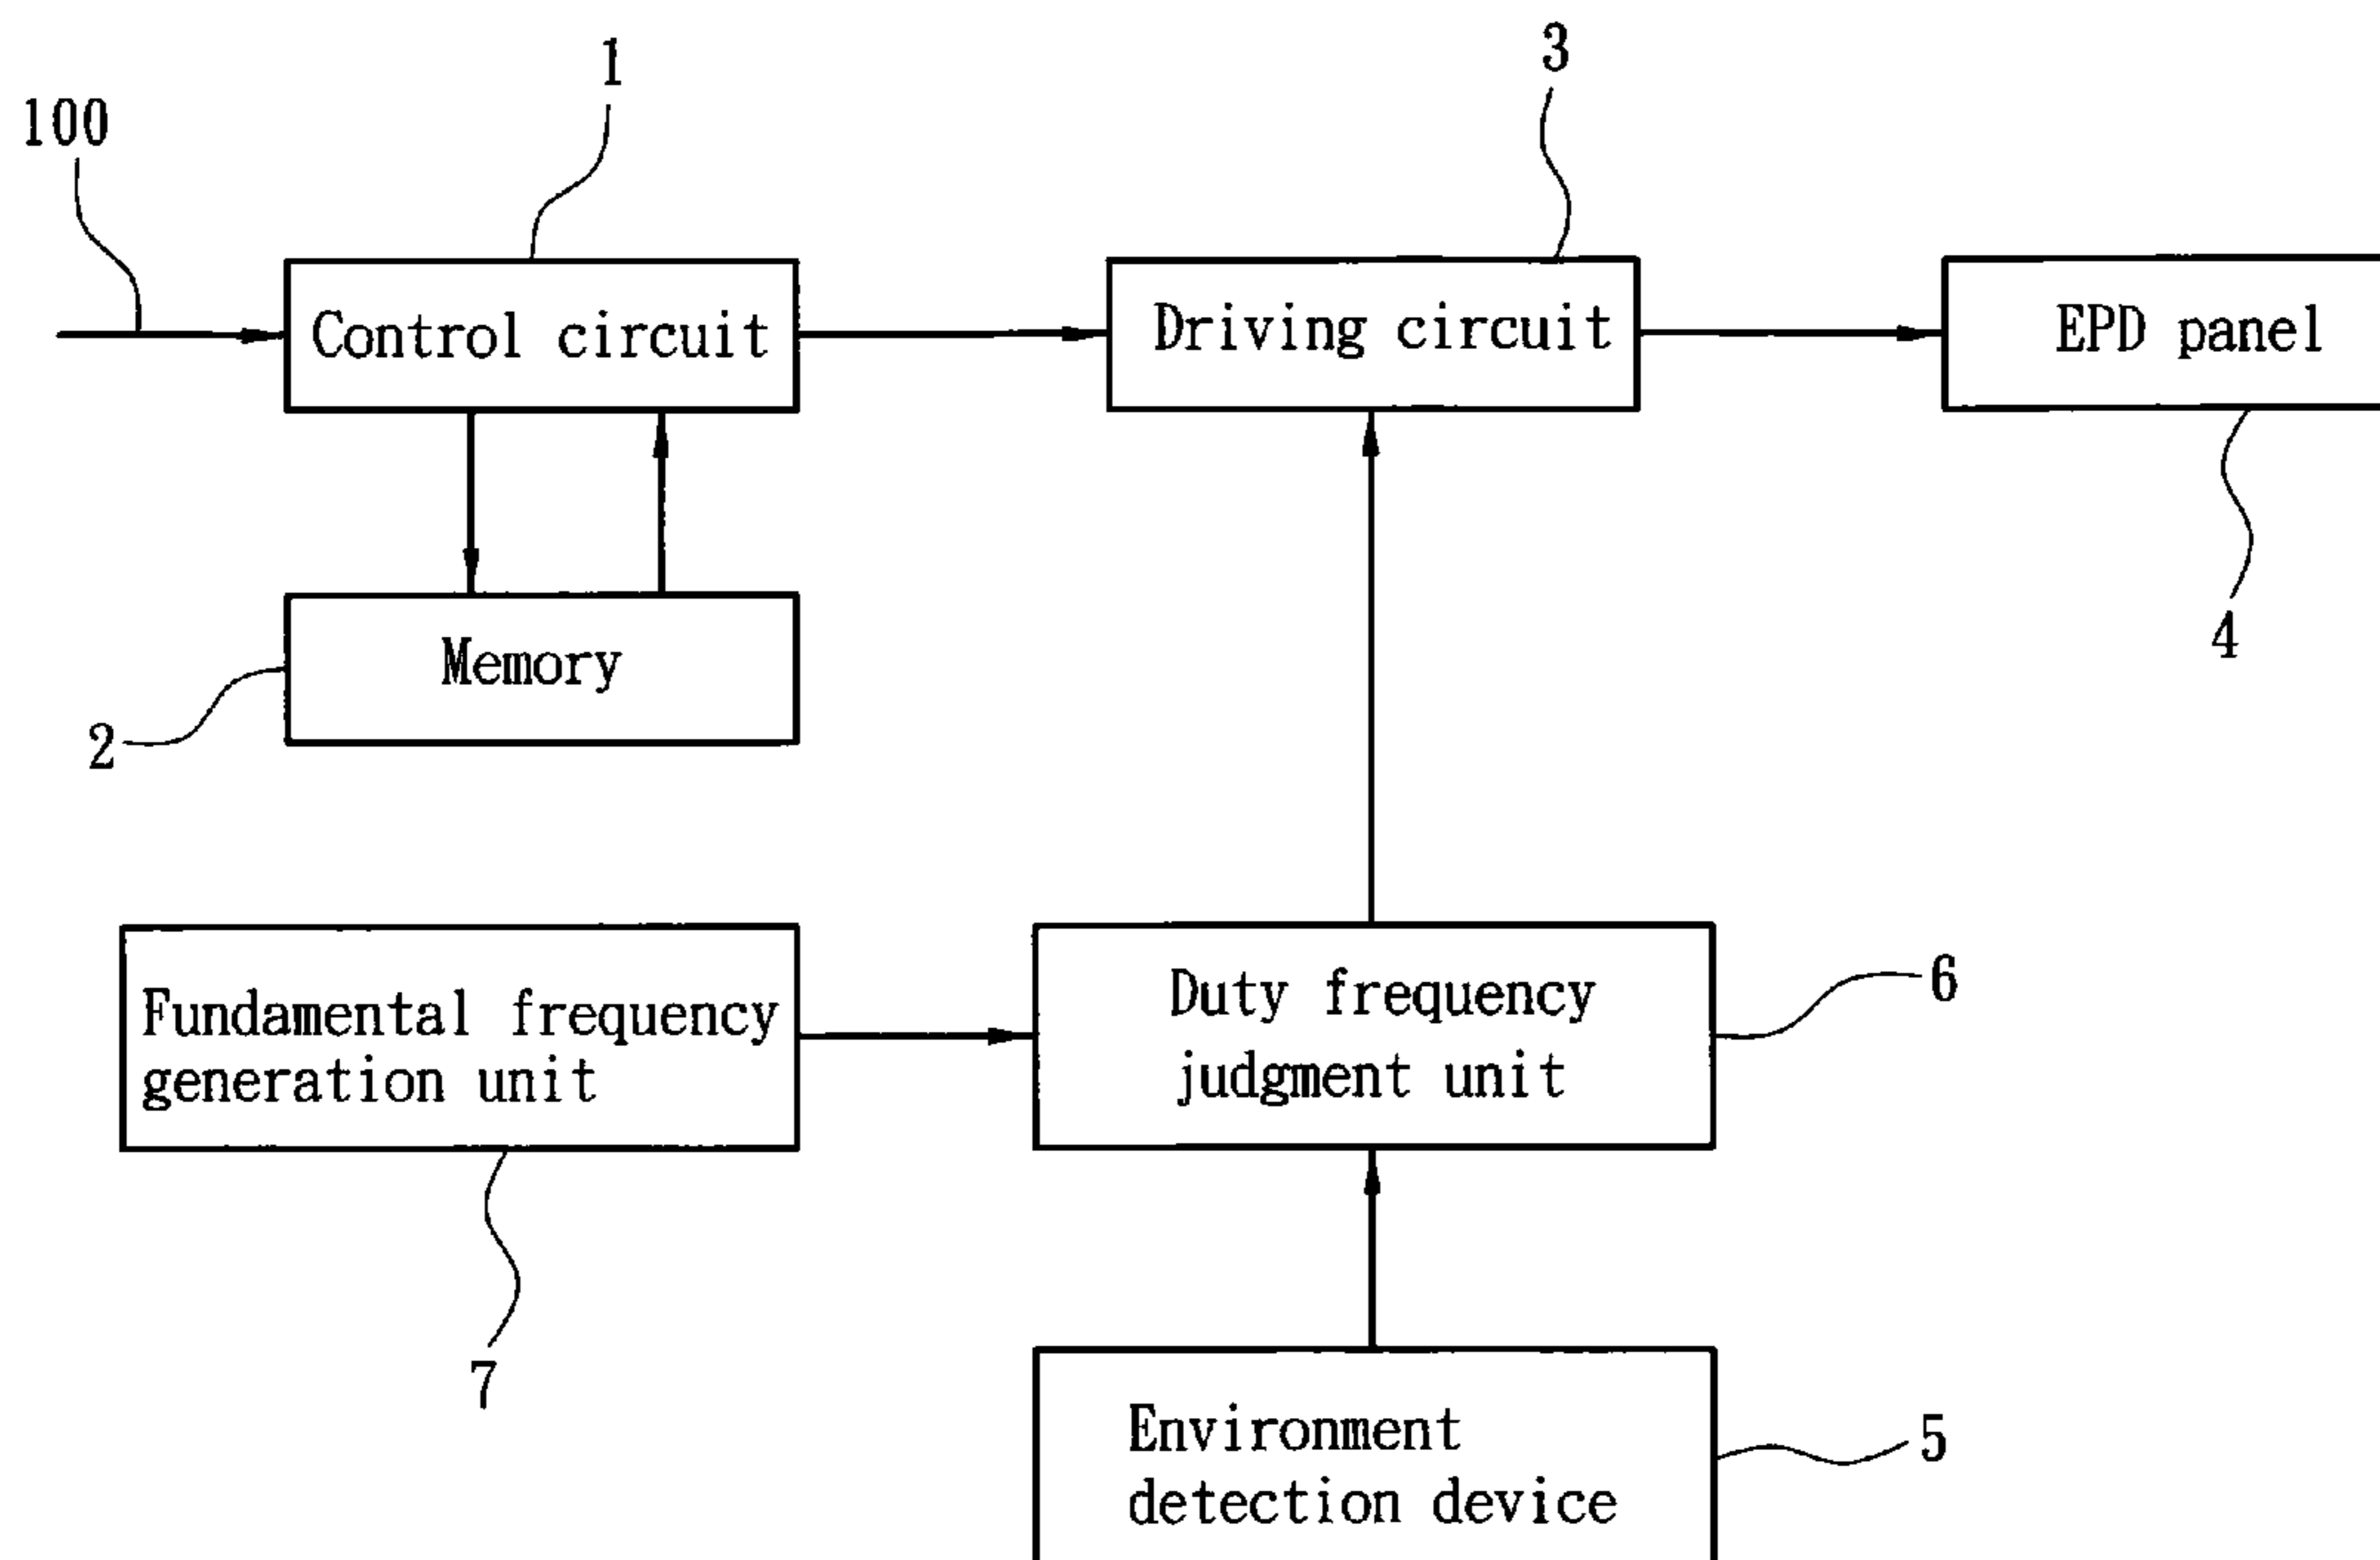 1
3
100
Control circuit
Driving circuit
EPD panel
Memory
2
4
Fundamental frequency
generation unit
Duty frequency
judgment unit
6
7
Environment
detection device
5